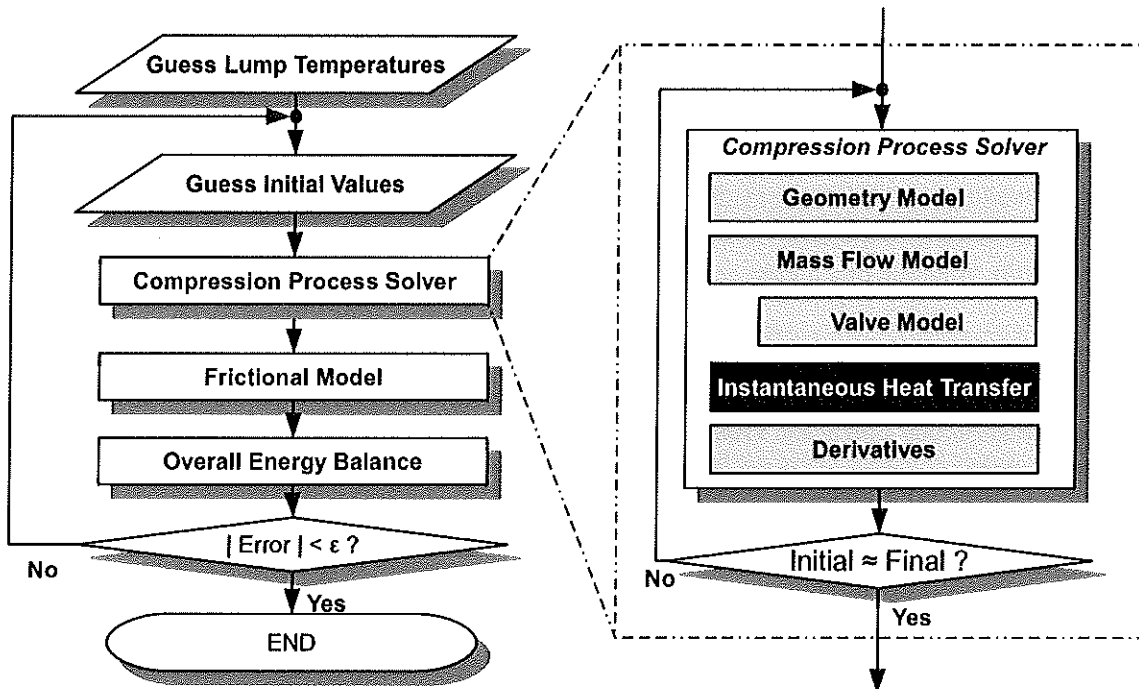 Guess Lump Temperatures
Guess Initial Values
Compression Process Solver
Frictional Model
Overall Energy Balance
| Error | < ε ?
No
Yes
END
Compression Process Solver
Geometry Model
Mass Flow Model
Valve Model
Instantaneous Heat Transfer
Derivatives
Initial ≈ Final ?
No
Yes